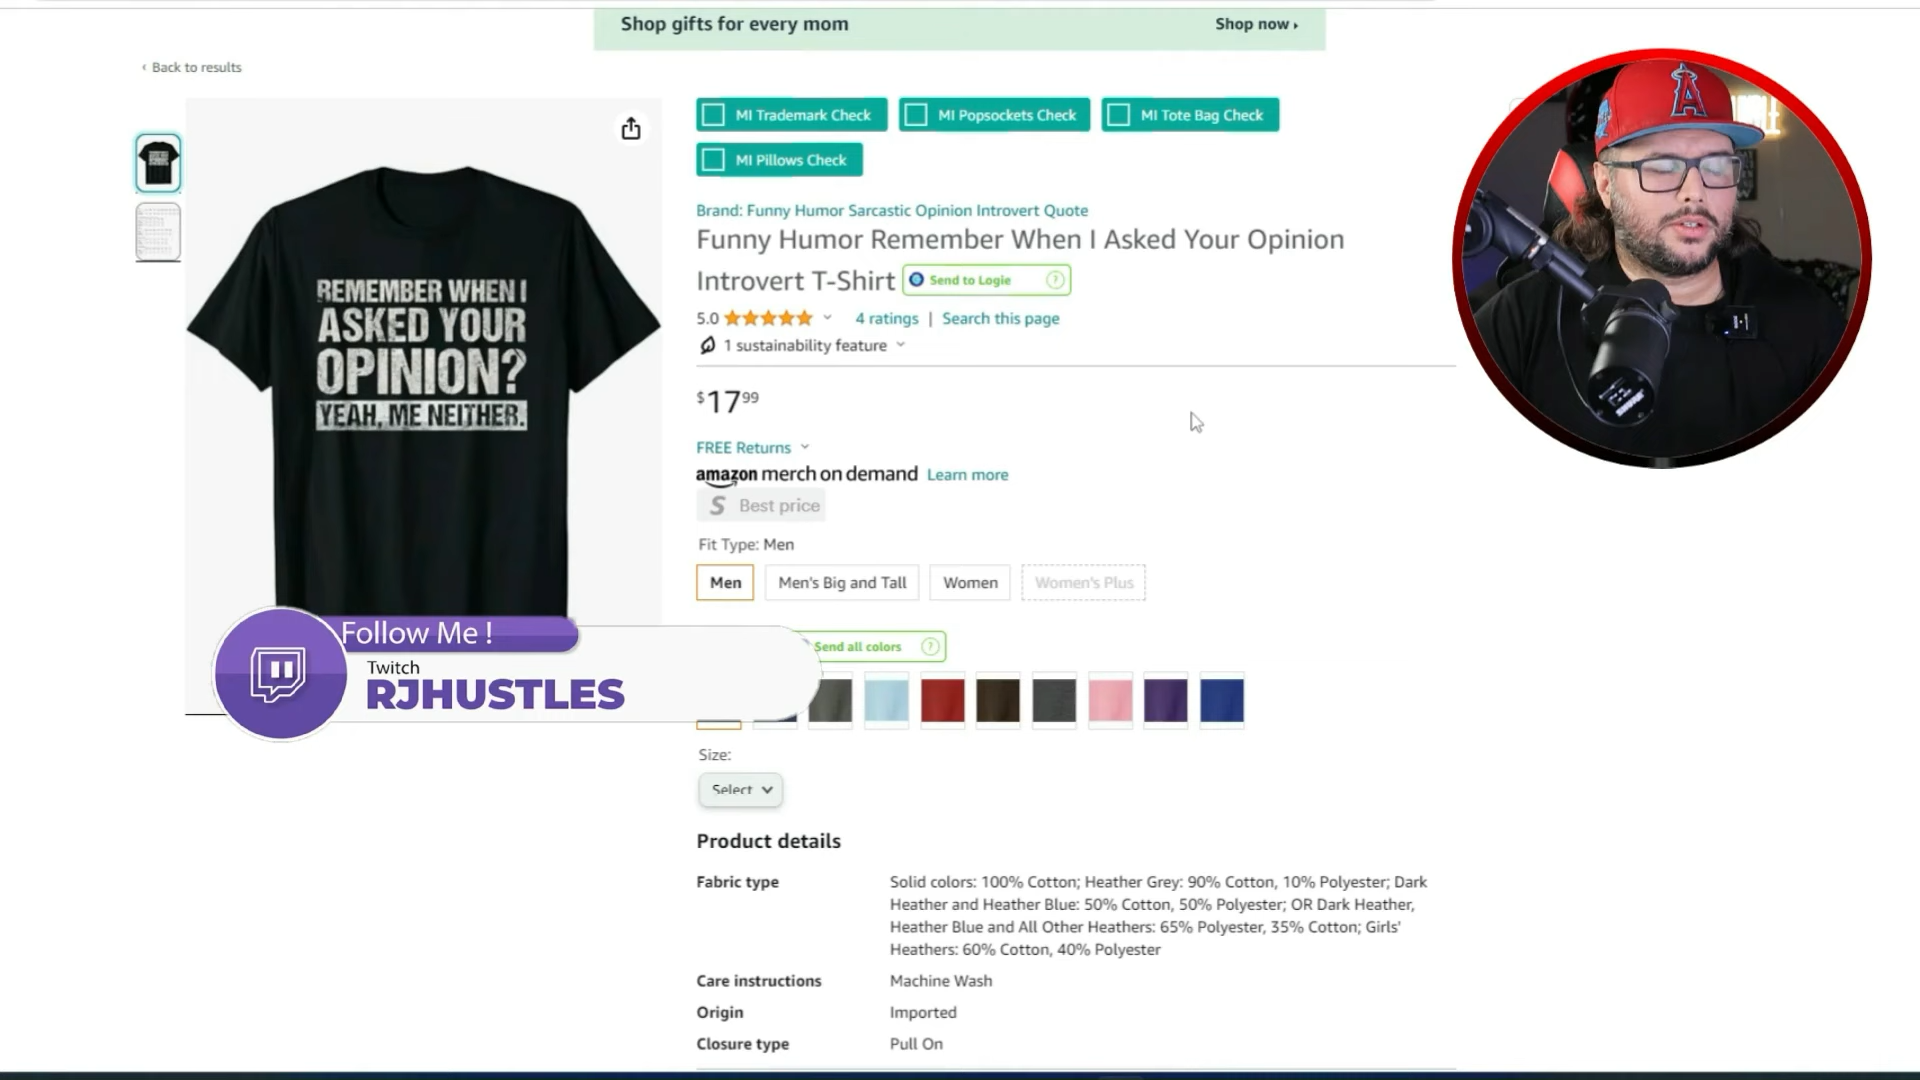 Shop gifts for every mom
Shop now ▸
‹ Back to results
MI Trademark Check
MI Popsockets Check
MI Tote Bag Check
MI Pillows Check
Brand: Funny Humor Sarcastic Opinion Introvert Quote
Funny Humor Remember When I Asked Your Opinion
Introvert T-Shirt
Send to Logie ?
5.0
4 ratings | Search this page
1 sustainability feature
$17.99
FREE Returns
amazon merch on demand Learn more
S Best price
Fit Type: Men
Men
Men's Big and Tall
Women
Women's Plus
Send all colors ?
Size:
Select
Product details
Fabric type
Solid colors: 100% Cotton; Heather Grey: 90% Cotton, 10% Polyester; Dark
Heather and Heather Blue: 50% Cotton, 50% Polyester; OR Dark Heather,
Heather Blue and All Other Heathers: 65% Polyester, 35% Cotton; Girls'
Heathers: 60% Cotton, 40% Polyester
Care instructions
Machine Wash
Origin
Imported
Closure type
Pull On
REMEMBER WHEN I
ASKED YOUR
OPINION?
YEAH, ME NEITHER.
Follow Me !
Twitch
RJHUSTLES
A